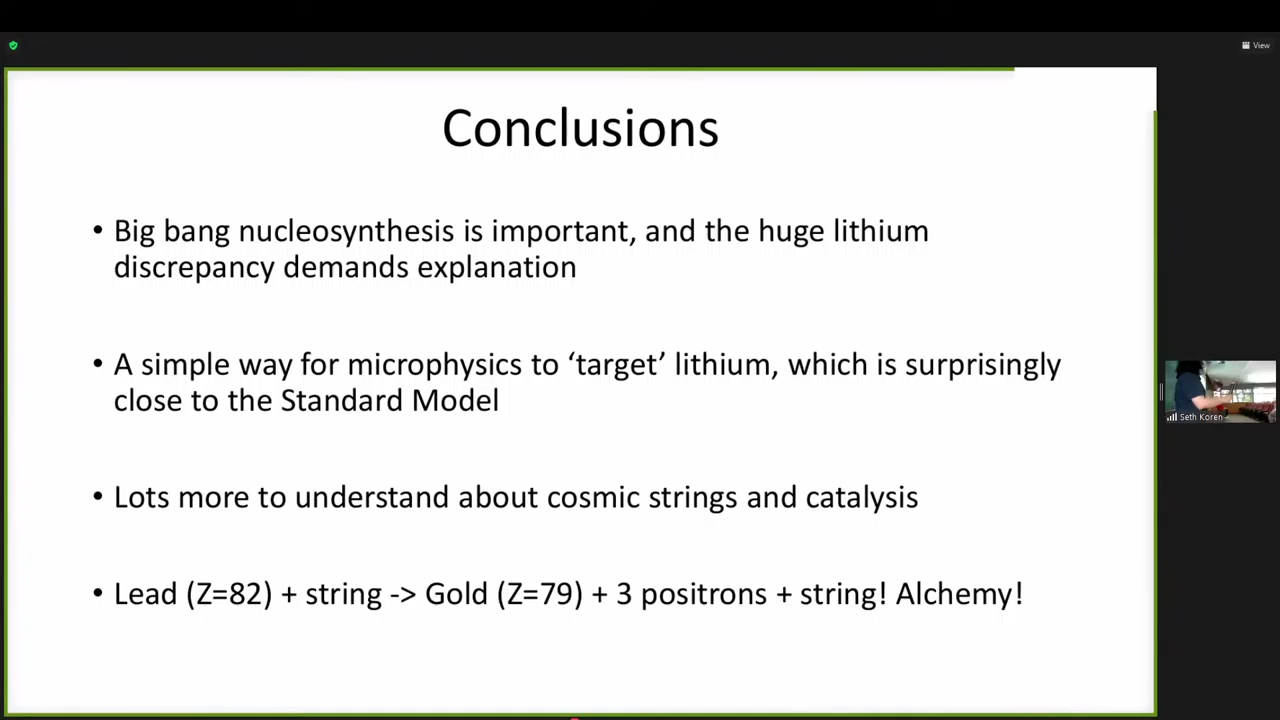 View
Conclusions
• Big bang nucleosynthesis is important, and the huge lithium
discrepancy demands explanation
• A simple way for microphysics to ‘target’ lithium, which is surprisingly
close to the Standard Model
Seth Koren
• Lots more to understand about cosmic strings and catalysis
• Lead (Z=82) + string -> Gold (Z=79) + 3 positrons + string! Alchemy!